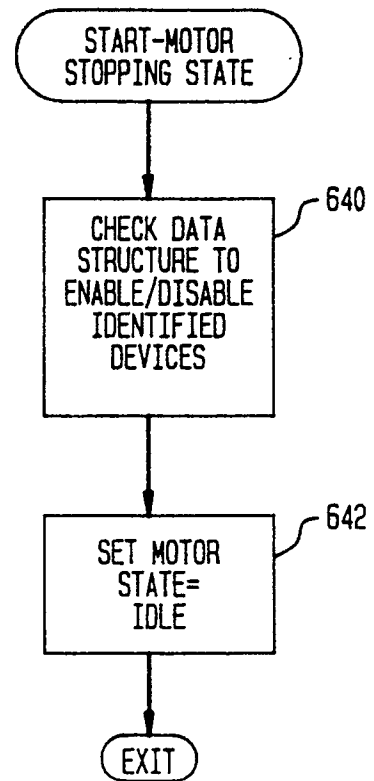 START-MOTOR
STOPPING STATE
640
CHECK DATA
STRUCTURE TO
ENABLE/DISABLE
IDENTIFIED
DEVICES
642
SET MOTOR
STATE=
IDLE
EXIT